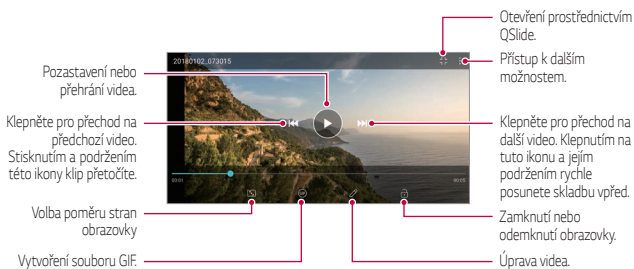 Otevření prostřednictvím
QSlide.
Přístup k dalším
možnostem.
20180102_073015
Pozastavení nebo
přehrání videa.
Klepněte pro přechod na
předchozí video.
Stisknutím a podržením
této ikony klip přetočíte.
Klepněte pro přechod na
další video. Klepnutím na
tuto ikonu a jejím
podržením rychle
posunete skladbu vpřed.
00:01
00:05
GIF
Volba poměru stran
obrazovky
Zamknutí nebo
odemknutí obrazovky.
Vytvoření souboru GIF.
Úprava videa.